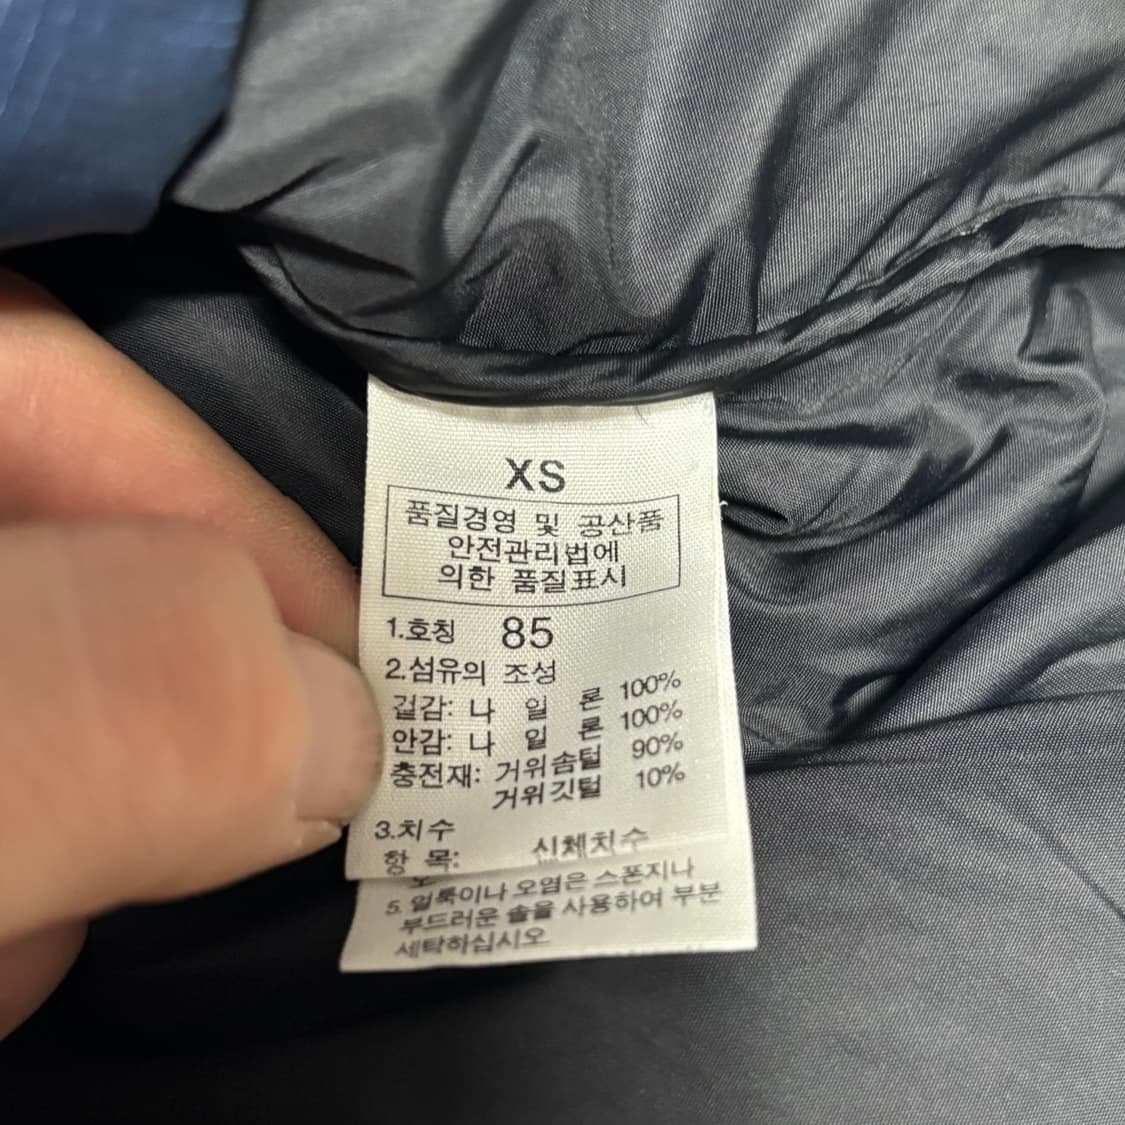 XS
품질경영 및 공산품
안전관리법에
의한 품질표시
1.호칭 85
2.섬유의 조성
겉감: 나 일 론 100%
안감: 나 일 론 100%
충전재: 거위솜털 90%
거위깃털 10%
3.치수
항 목: 신체치수
5. 얼룩이나 오염은 스폰지나
부드러운 솔을 사용하여 부분
세탁하십시오